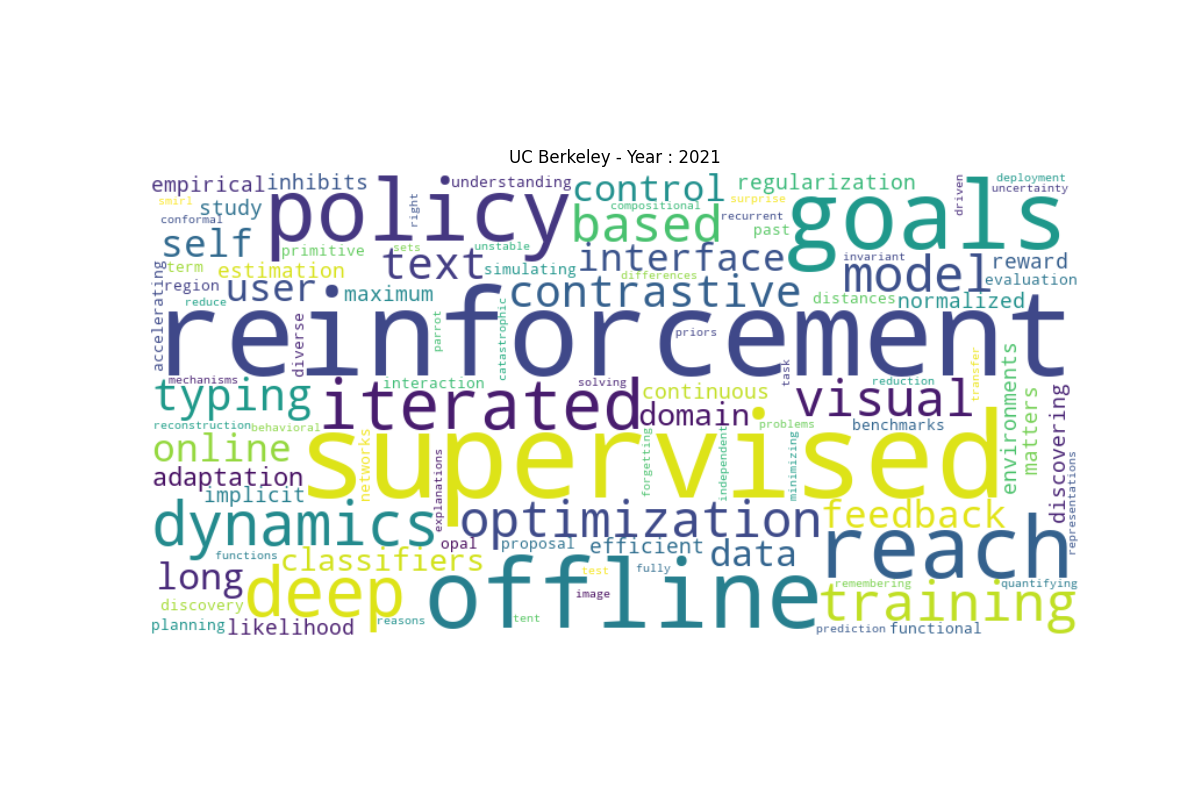 UC Berkeley - Year : 2021
empirical
inhibits
understanding
control
regularization
deployment
uncertainty
smirl
study
conformal
policy
right
compositional
surprise
driven
goals
self
primitive
sets
unstable
based
recurrent
past
text
interface
invariant
model
reward
term
region
estimation
simulating
differences
evaluation
accelerating
reduce
user
maximum
contrastive
distances
normalized
reinforcement
diverse
parrot
catastrophic
priors
mechanisms
interaction
solving
task
reduction
transfer
typing
iterated
continuous
domain
visual
environments
matters
discovering
reconstruction
behavioral
problems
benchmarks
online
supervised
networks
explanations
forgetting
independent
minimizing
representations
adaptation
implicit
dynamics
optimization
feedback
functions
opal
proposal
efficient
data
reach
classifiers
long
deep
offline
test
fully
image
remembering
quantifying
discovery
training
planning
likelihood
reasons
tent
prediction
functional